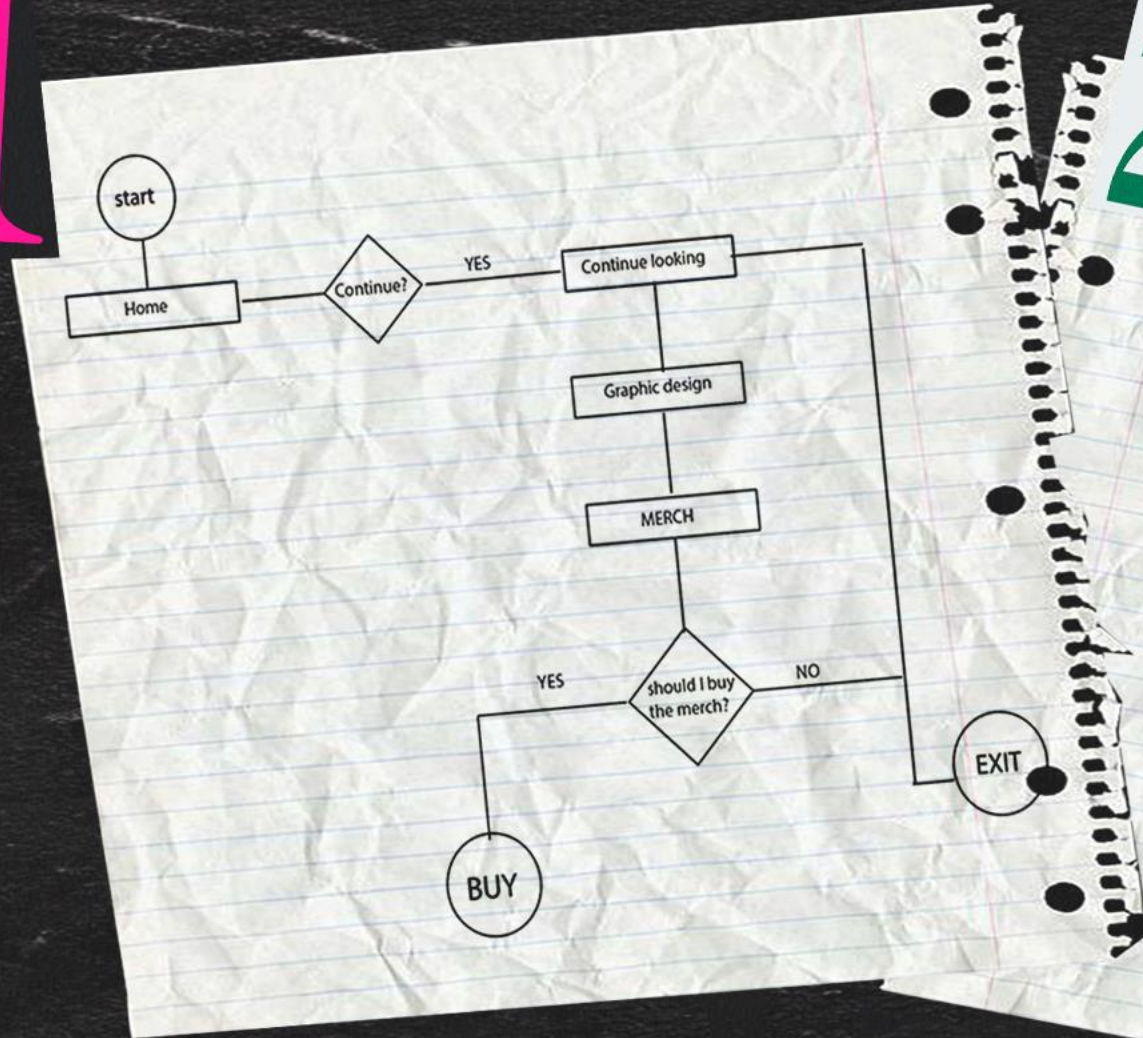 start
Home
Continue?
YES
Continue looking
Graphic design
MERCH
should I buy
the merch?
YES
NO
EXIT
BUY